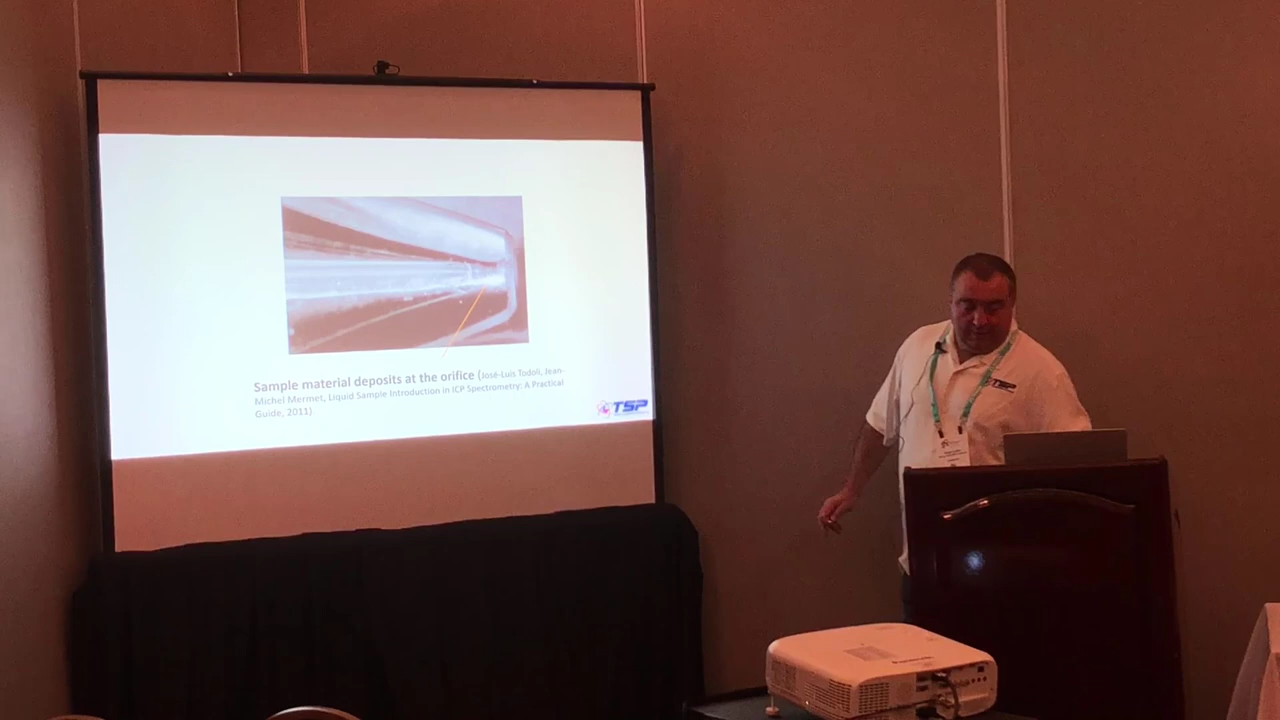 Sample material deposits at the orifice (José-Luis Todolí, Jean-
Michel Mermet, Liquid Sample Introduction in ICP Spectrometry: A Practical
Guide, 2011)
TSP
TSP
Panasonic